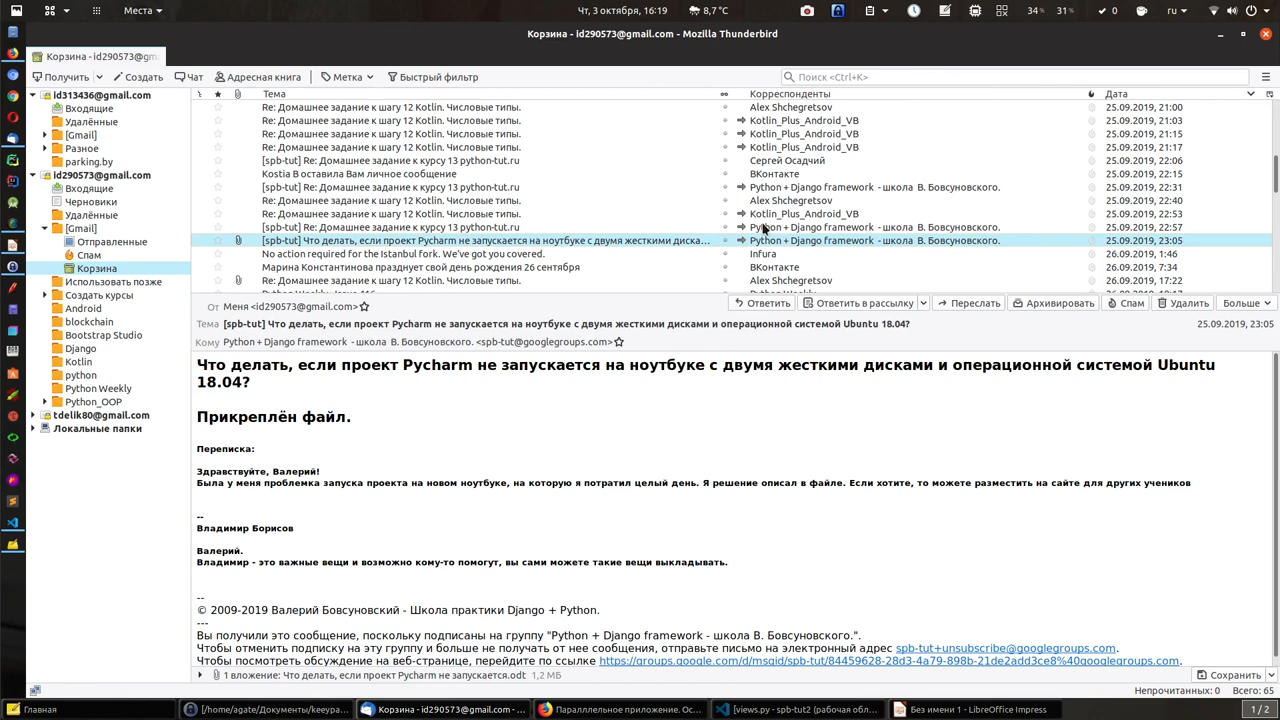 Места
Чт, 3 октября, 16:19
8,7 °C
34%
31%
0
ru
Корзина - id290573@gmail.com - Mozilla Thunderbird
Корзина - id290573@gm
Получить
Создать
Чат
Адресная книга
Метка
Быстрый фильтр
Поиск <Ctrl+K>
id313436@gmail.com
Входящие
Удалённые
[Gmail]
Разное
parking.by
id290573@gmail.com
Входящие
Черновики
Удалённые
[Gmail]
Отправленные
Спам
Корзина
Использовать позже
Создать курсы
Android
blockchain
Bootstrap Studio
Django
Kotlin
python
Python Weekly
Python_OOP
tdelik80@gmail.com
Локальные папки
Тема Корреспонденты Дата
Re: Домашнее задание к шагу 12 Kotlin. Числовые типы. Alex Shchegretsov 25.09.2019, 21:00
Re: Домашнее задание к шагу 12 Kotlin. Числовые типы. Kotlin_Plus_Android_VB 25.09.2019, 21:03
Re: Домашнее задание к шагу 12 Kotlin. Числовые типы. Kotlin_Plus_Android_VB 25.09.2019, 21:15
Re: Домашнее задание к шагу 12 Kotlin. Числовые типы. Kotlin_Plus_Android_VB 25.09.2019, 21:17
[spb-tut] Re: Домашнее задание к курсу 13 python-tut.ru Сергей Осадчий 25.09.2019, 22:06
Kostia B оставила Вам личное сообщение ВКонтакте 25.09.2019, 22:15
[spb-tut] Re: Домашнее задание к курсу 13 python-tut.ru Python + Django framework - школа В. Бовсуновского. 25.09.2019, 22:31
Re: Домашнее задание к шагу 12 Kotlin. Числовые типы. Alex Shchegretsov 25.09.2019, 22:40
Re: Домашнее задание к шагу 12 Kotlin. Числовые типы. Kotlin_Plus_Android_VB 25.09.2019, 22:53
[spb-tut] Re: Домашнее задание к курсу 13 python-tut.ru Python + Django framework - школа В. Бовсуновского. 25.09.2019, 22:57
[spb-tut] Что делать, если проект Pycharm не запускается на ноутбуке с двумя жесткими диска... Python + Django framework - школа В. Бовсуновского. 25.09.2019, 23:05
No action required for the Istanbul fork. We've got you covered. Infura 26.09.2019, 1:46
Марина Константинова празднует свой день рождения 26 сентября ВКонтакте 26.09.2019, 7:34
Re: Домашнее задание к шагу 12 Kotlin. Числовые типы. Alex Shchegretsov 26.09.2019, 17:22
От Меня <id290573@gmail.com>
Ответить
Ответить в рассылку
Переслать
Архивировать
Спам
Удалить
Больше
Тема [spb-tut] Что делать, если проект Pycharm не запускается на ноутбуке с двумя жесткими дисками и операционной системой Ubuntu 18.04? 25.09.2019, 23:05
Кому Python + Django framework - школа В. Бовсуновского. <spb-tut@googlegroups.com>
Что делать, если проект Pycharm не запускается на ноутбуке с двумя жесткими дисками и операционной системой Ubuntu
18.04?
Прикреплён файл.
Переписка:
Здравствуйте, Валерий!
Была у меня проблемка запуска проекта на новом ноутбуке, на которую я потратил целый день. Я решение описал в файле. Если хотите, то можете разместить на сайте для других учеников
--
Владимир Борисов
Валерий.
Владимир - это важные вещи и возможно кому-то помогут, вы сами можете такие вещи выкладывать.
--
© 2009-2019 Валерий Бовсуновский - Школа практики Django + Python.
---
Вы получили это сообщение, поскольку подписаны на группу "Python + Django framework - школа В. Бовсуновского.".
Чтобы отменить подписку на эту группу и больше не получать от нее сообщения, отправьте письмо на электронный адрес spb-tut+unsubscribe@googlegroups.com.
Чтобы посмотреть обсуждение на веб-странице, перейдите по ссылке https://groups.google.com/d/msgid/spb-tut/84459628-28d3-4a79-898b-21de2add3ce8%40googlegroups.com.
1 вложение: Что делать, если проект Pycharm не запускается.odt 1,2 МБ
Сохранить
Непрочитанных: 0 Всего: 65
Главная
[/home/agate/Документы/keeypa...
Корзина - id290573@gmail.com - ...
Параллельное приложение. Ос...
[views.py - spb-tut2 (рабочая обл...
Без имени 1 - LibreOffice Impress
1 / 2